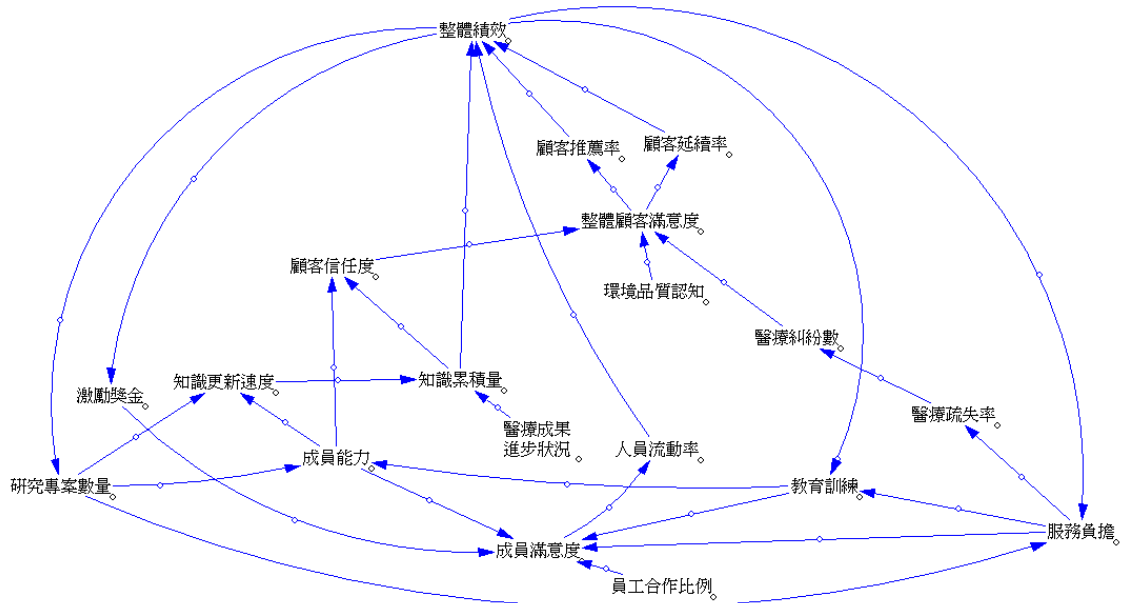 整體績效
顧客推薦率
顧客延續率
整體顧客滿意度
顧客信任度
環境品質認知
醫療糾紛數
知識更新速度
知識累積量
激勵獎金
醫療疏失率
醫療成果
進步狀況
人員流動率
成員能力
研究專案數量
教育訓練
服務負擔
成員滿意度
員工合作比例